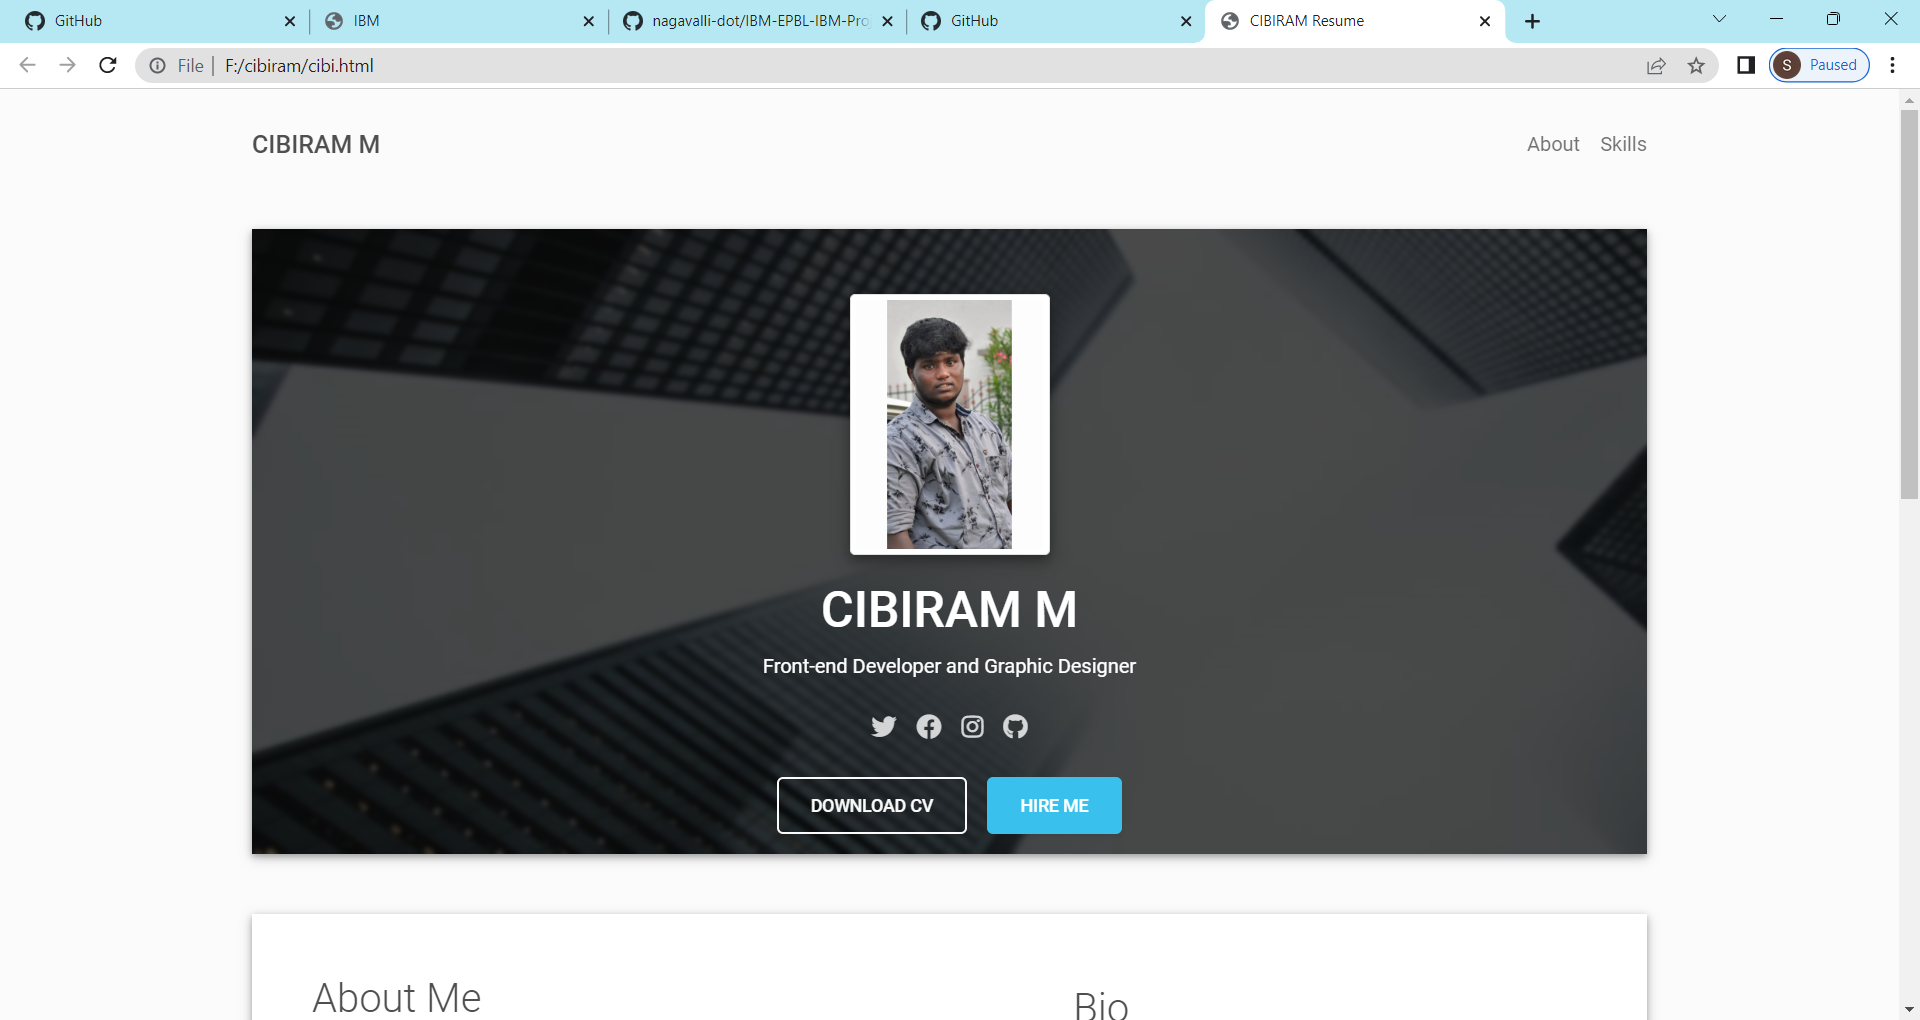 GitHub
IBM
nagavalli-dot/IBM-EPBL-IBM-Pro
GitHub
CIBIRAM Resume
File
F:/cibiram/cibi.html
S
Paused
CIBIRAM M
About
Skills
CIBIRAM M
Front-end Developer and Graphic Designer
DOWNLOAD CV
HIRE ME
About Me
Bio